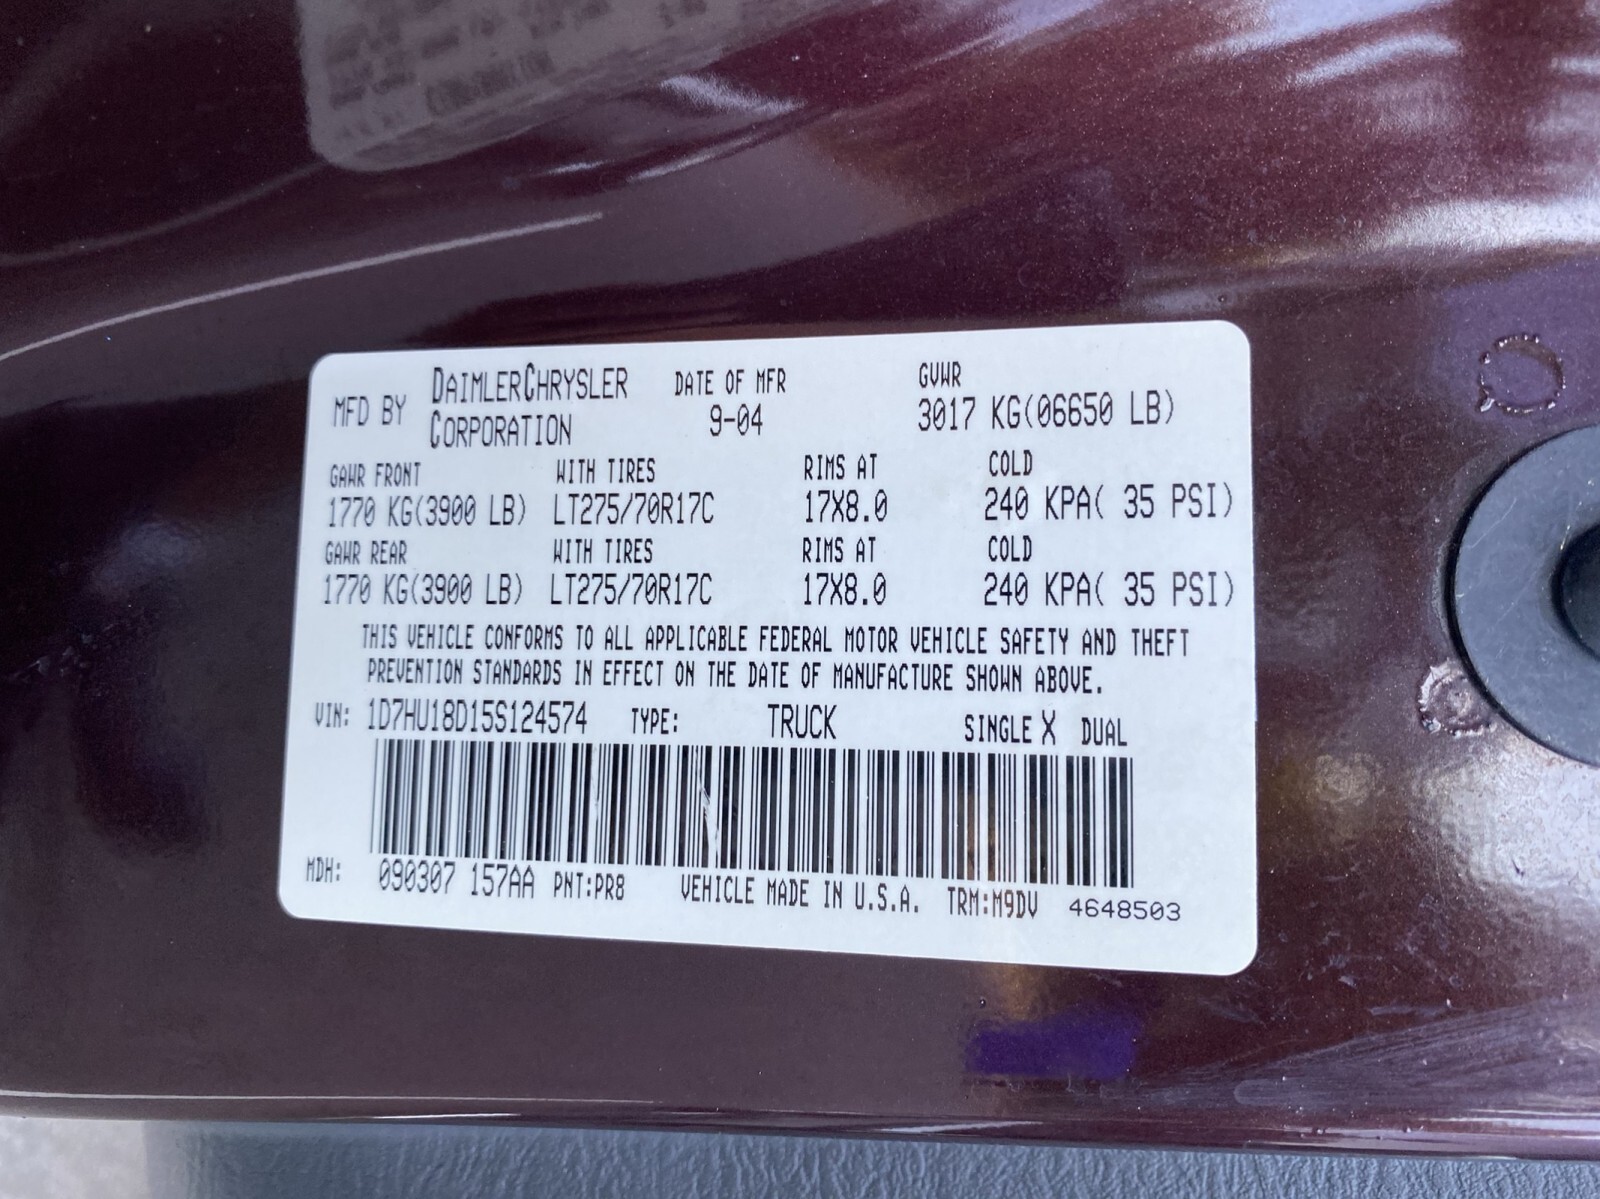 MFD BY DAIMLERCHRYSLER CORPORATION DATE OF MFR 9-04 GVWR 3017 KG(06650 LB)
GAWR FRONT WITH TIRES RIMS AT COLD
1770 KG(3900 LB) LT275/70R17C 17X8.0 240 KPA( 35 PSI)
GAWR REAR WITH TIRES RIMS AT COLD
1770 KG(3900 LB) LT275/70R17C 17X8.0 240 KPA( 35 PSI)
THIS VEHICLE CONFORMS TO ALL APPLICABLE FEDERAL MOTOR VEHICLE SAFETY AND THEFT
PREVENTION STANDARDS IN EFFECT ON THE DATE OF MANUFACTURE SHOWN ABOVE.
VIN: 1D7HU18D15S124574 TYPE: TRUCK SINGLE X DUAL
MDH: 090307 157AA PNT:PR8 VEHICLE MADE IN U.S.A. TRM:M9DV 4648503